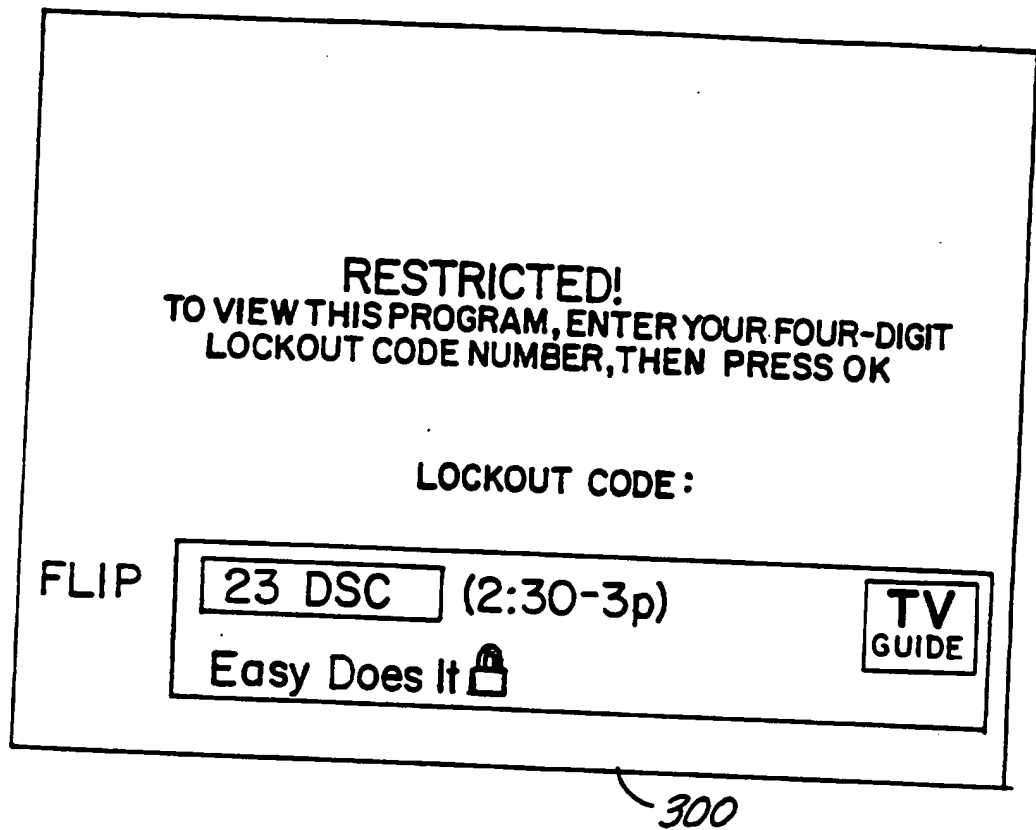 RESTRICTED!
TO VIEW THIS PROGRAM, ENTER YOUR FOUR-DIGIT
LOCKOUT CODE NUMBER, THEN PRESS OK
LOCKOUT CODE:
FLIP
23 DSC (2:30-3p)
TV
GUIDE
Easy Does It
300